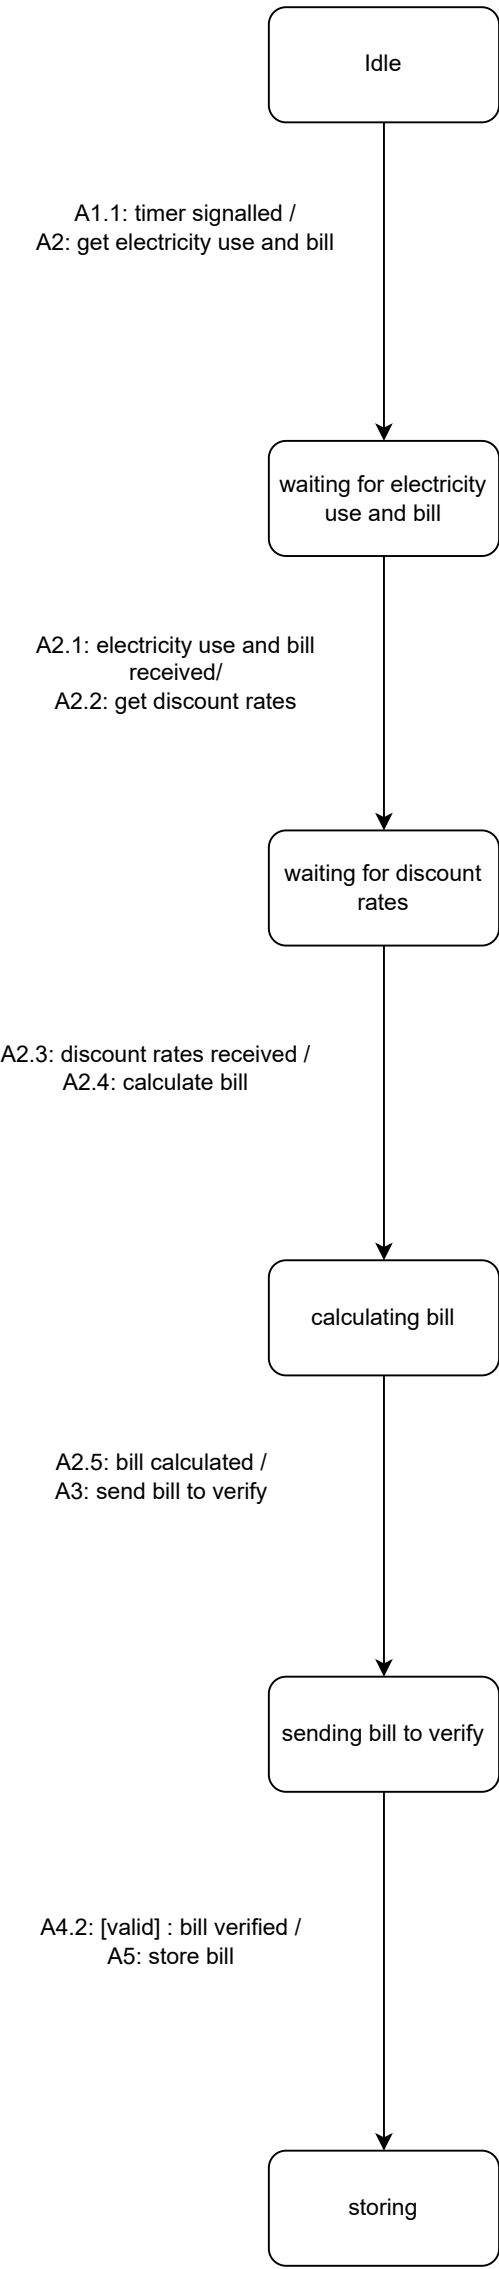 Idle
A1.1: timer signalled /
A2: get electricity use and bill
waiting for electricity
use and bill
A2.1: electricity use and bill
received/
A2.2: get discount rates
waiting for discount
rates
A2.3: discount rates received /
A2.4: calculate bill
calculating bill
A2.5: bill calculated /
A3: send bill to verify
sending bill to verify
A4.2: [valid] : bill verified /
A5: store bill
storing